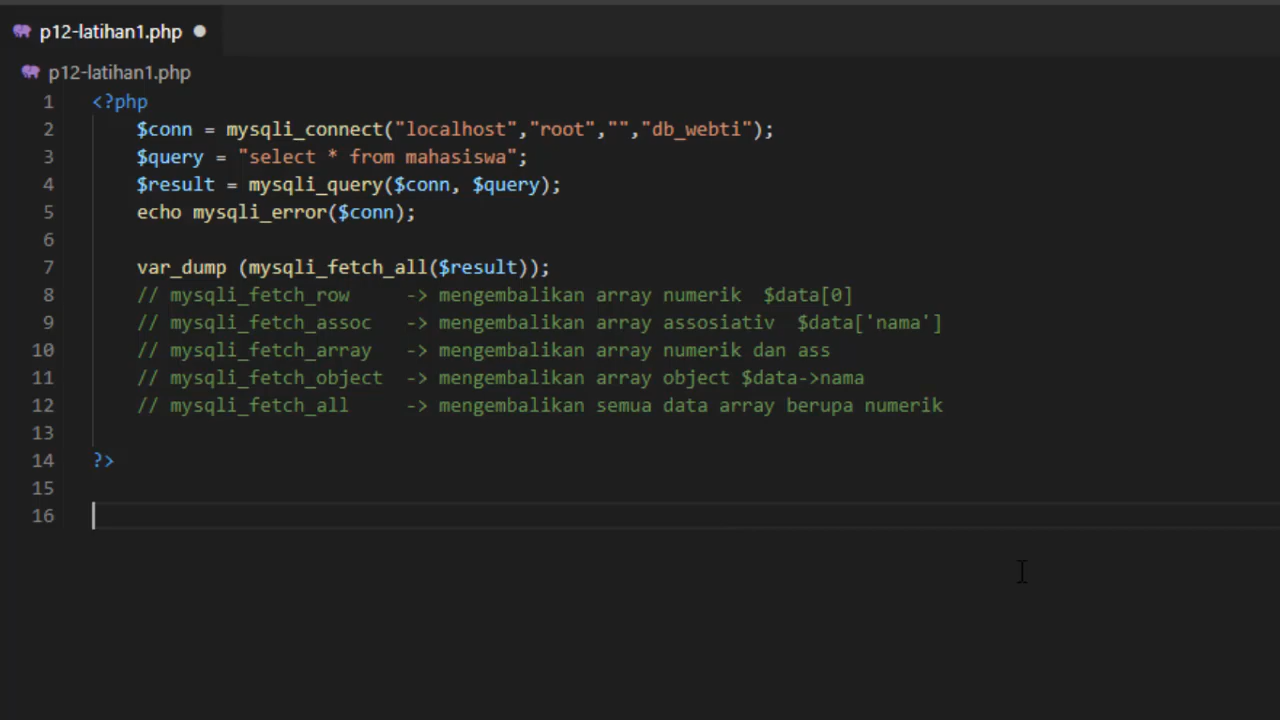 p12-latihan1.php
p12-latihan1.php
1 <?php
2 $conn = mysqli_connect("localhost","root","","db_webti");
3 $query = "select * from mahasiswa";
4 $result = mysqli_query($conn, $query);
5 echo mysqli_error($conn);
6
7 var_dump (mysqli_fetch_all($result));
8 // mysqli_fetch_row -> mengembalikan array numerik $data[0]
9 // mysqli_fetch_assoc -> mengembalikan array assosiativ $data['nama']
10 // mysqli_fetch_array -> mengembalikan array numerik dan ass
11 // mysqli_fetch_object -> mengembalikan array object $data->nama
12 // mysqli_fetch_all -> mengembalikan semua data array berupa numerik
13
14 ?>
15
16